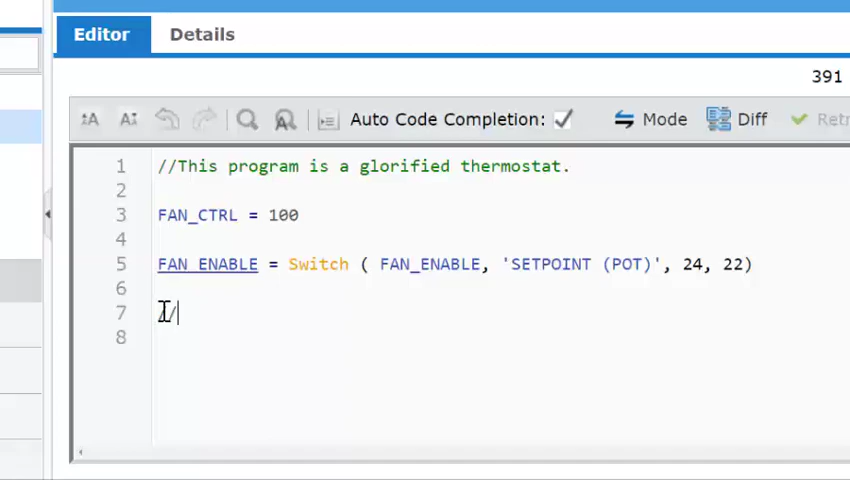 Editor Details
391
Auto Code Completion: Mode Diff Retr
1 //This program is a glorified thermostat.
2
3 FAN_CTRL = 100
4
5 FAN_ENABLE = Switch ( FAN_ENABLE, 'SETPOINT (POT)', 24, 22)
6
7 //
8